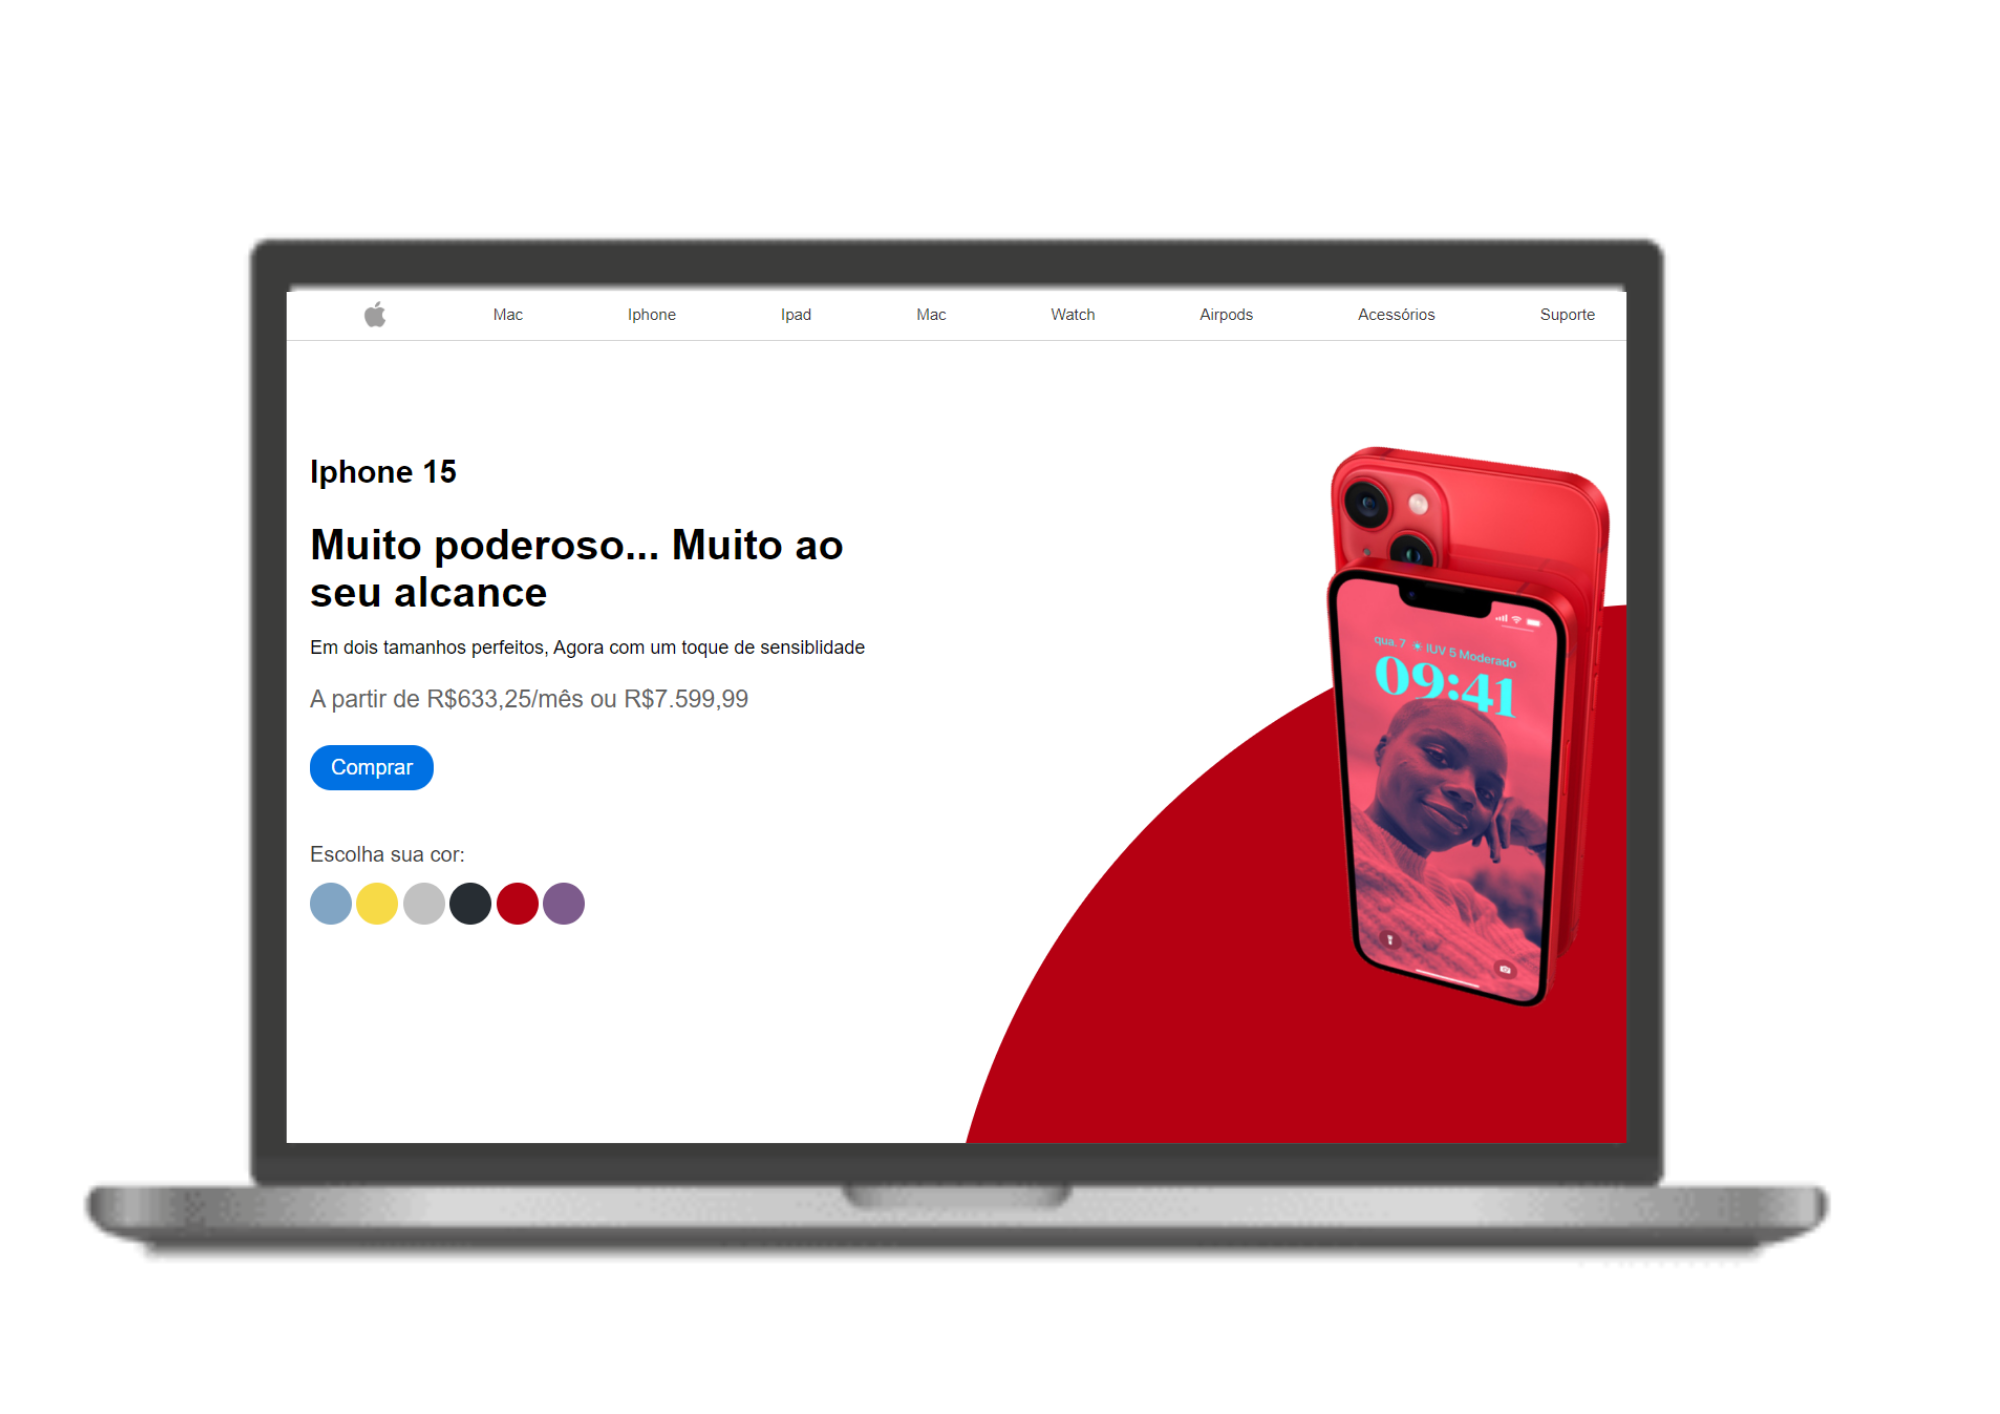 Mac Iphone Ipad Mac Watch Airpods Acessórios Suporte
Iphone 15
Muito poderoso... Muito ao
seu alcance
Em dois tamanhos perfeitos, Agora com um toque de sensiblidade
A partir de R$633,25/mês ou R$7.599,99
Comprar
Escolha sua cor:
qua. 7 IUV 5 Moderado
09:41